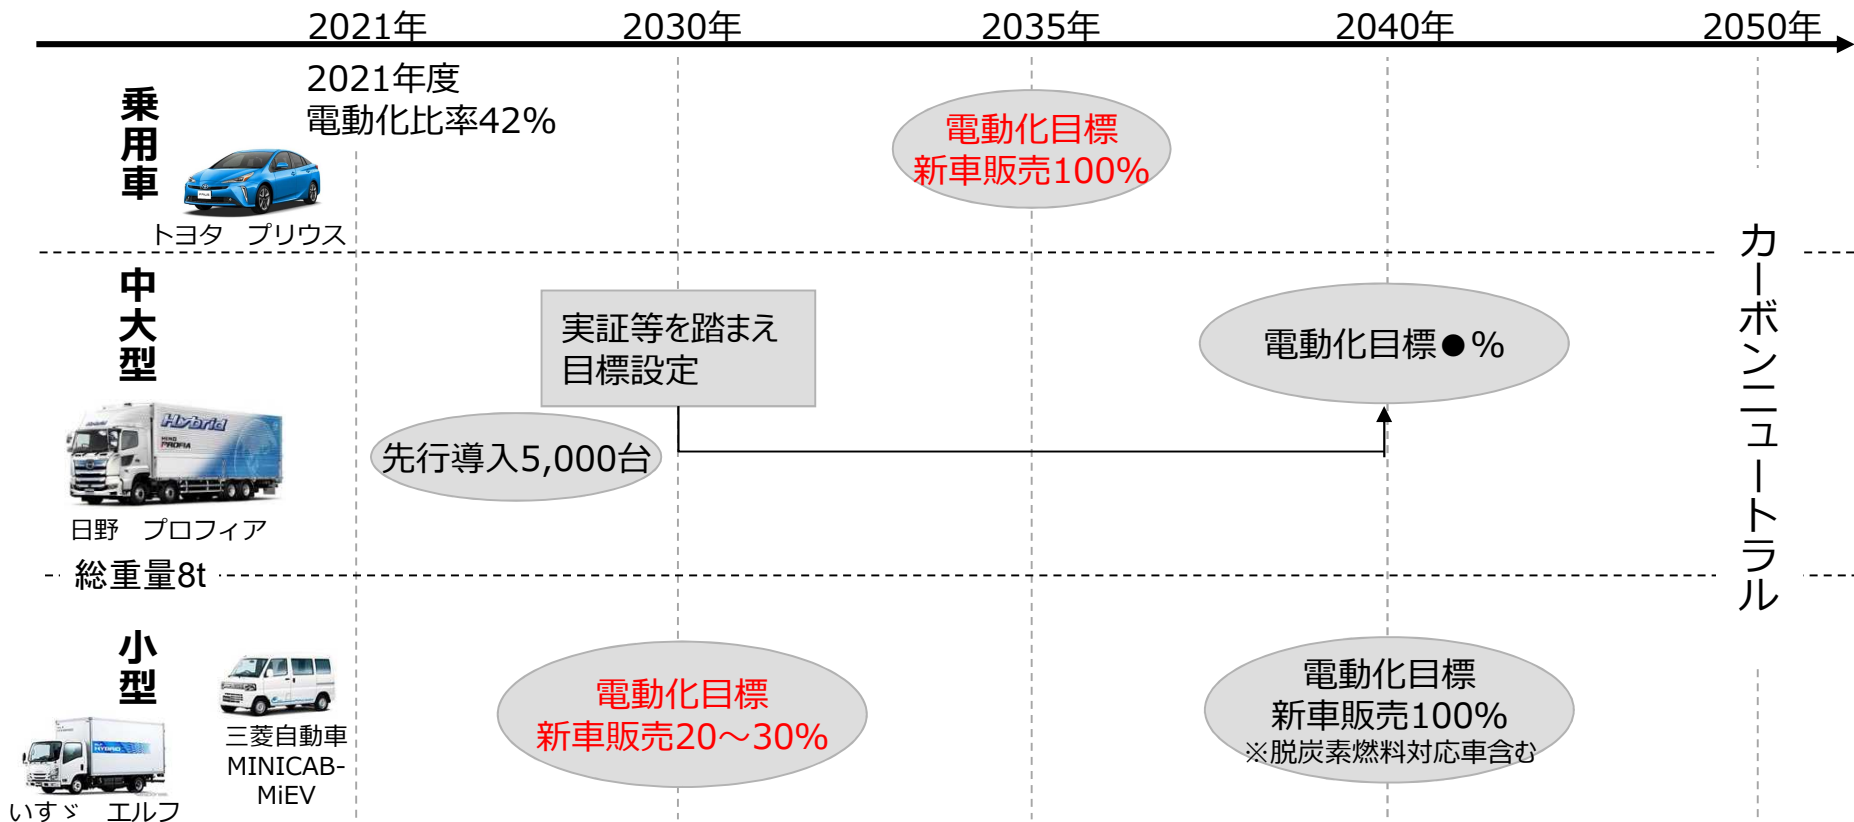 2021年
2030年
2035年
2040年
2050年
乗用車
2021年度
電動化比率42%
トヨタ　プリウス
電動化目標
新車販売100%
中大型
Hybrid
HINO
PROFIA
日野　プロフィア
実証等を踏まえ
目標設定
先行導入5,000台
電動化目標●%
総重量8t
小型
HYBRID
いすゞ　エルフ
三菱自動車
MINICAB-
MiEV
電動化目標
新車販売20～30%
電動化目標
新車販売100%
※脱炭素燃料対応車含む
カーボンニュートラル